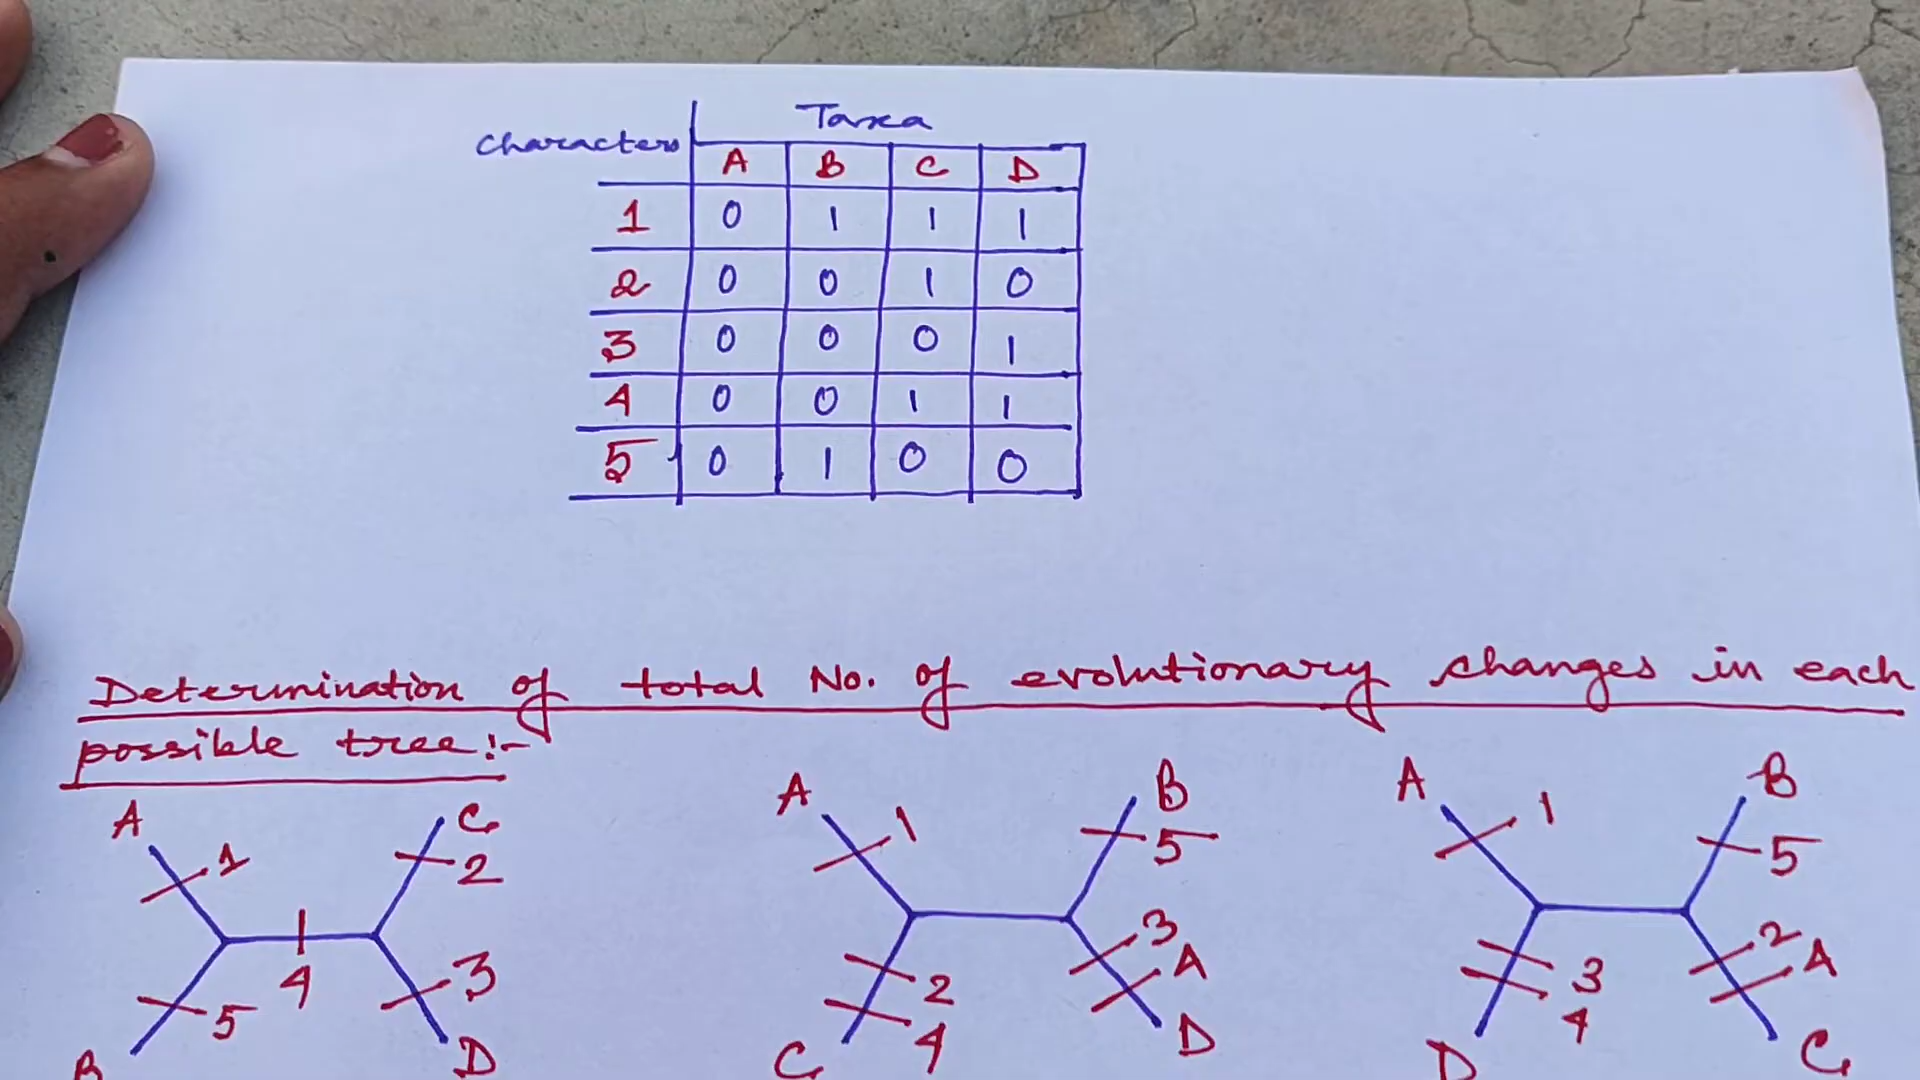 Taxa
Characters
A B C D
1 0 1 1 1
2 0 0 1 0
3 0 0 0 1
4 0 0 1 1
5 0 1 0 0
Determination of total No. of evolutionary changes in each
possible tree:-
A 1 C 2 4 5 3 B D
A 1 B 5 3 A 2 4 C D
A 1 B 5 2 A 3 4 D C